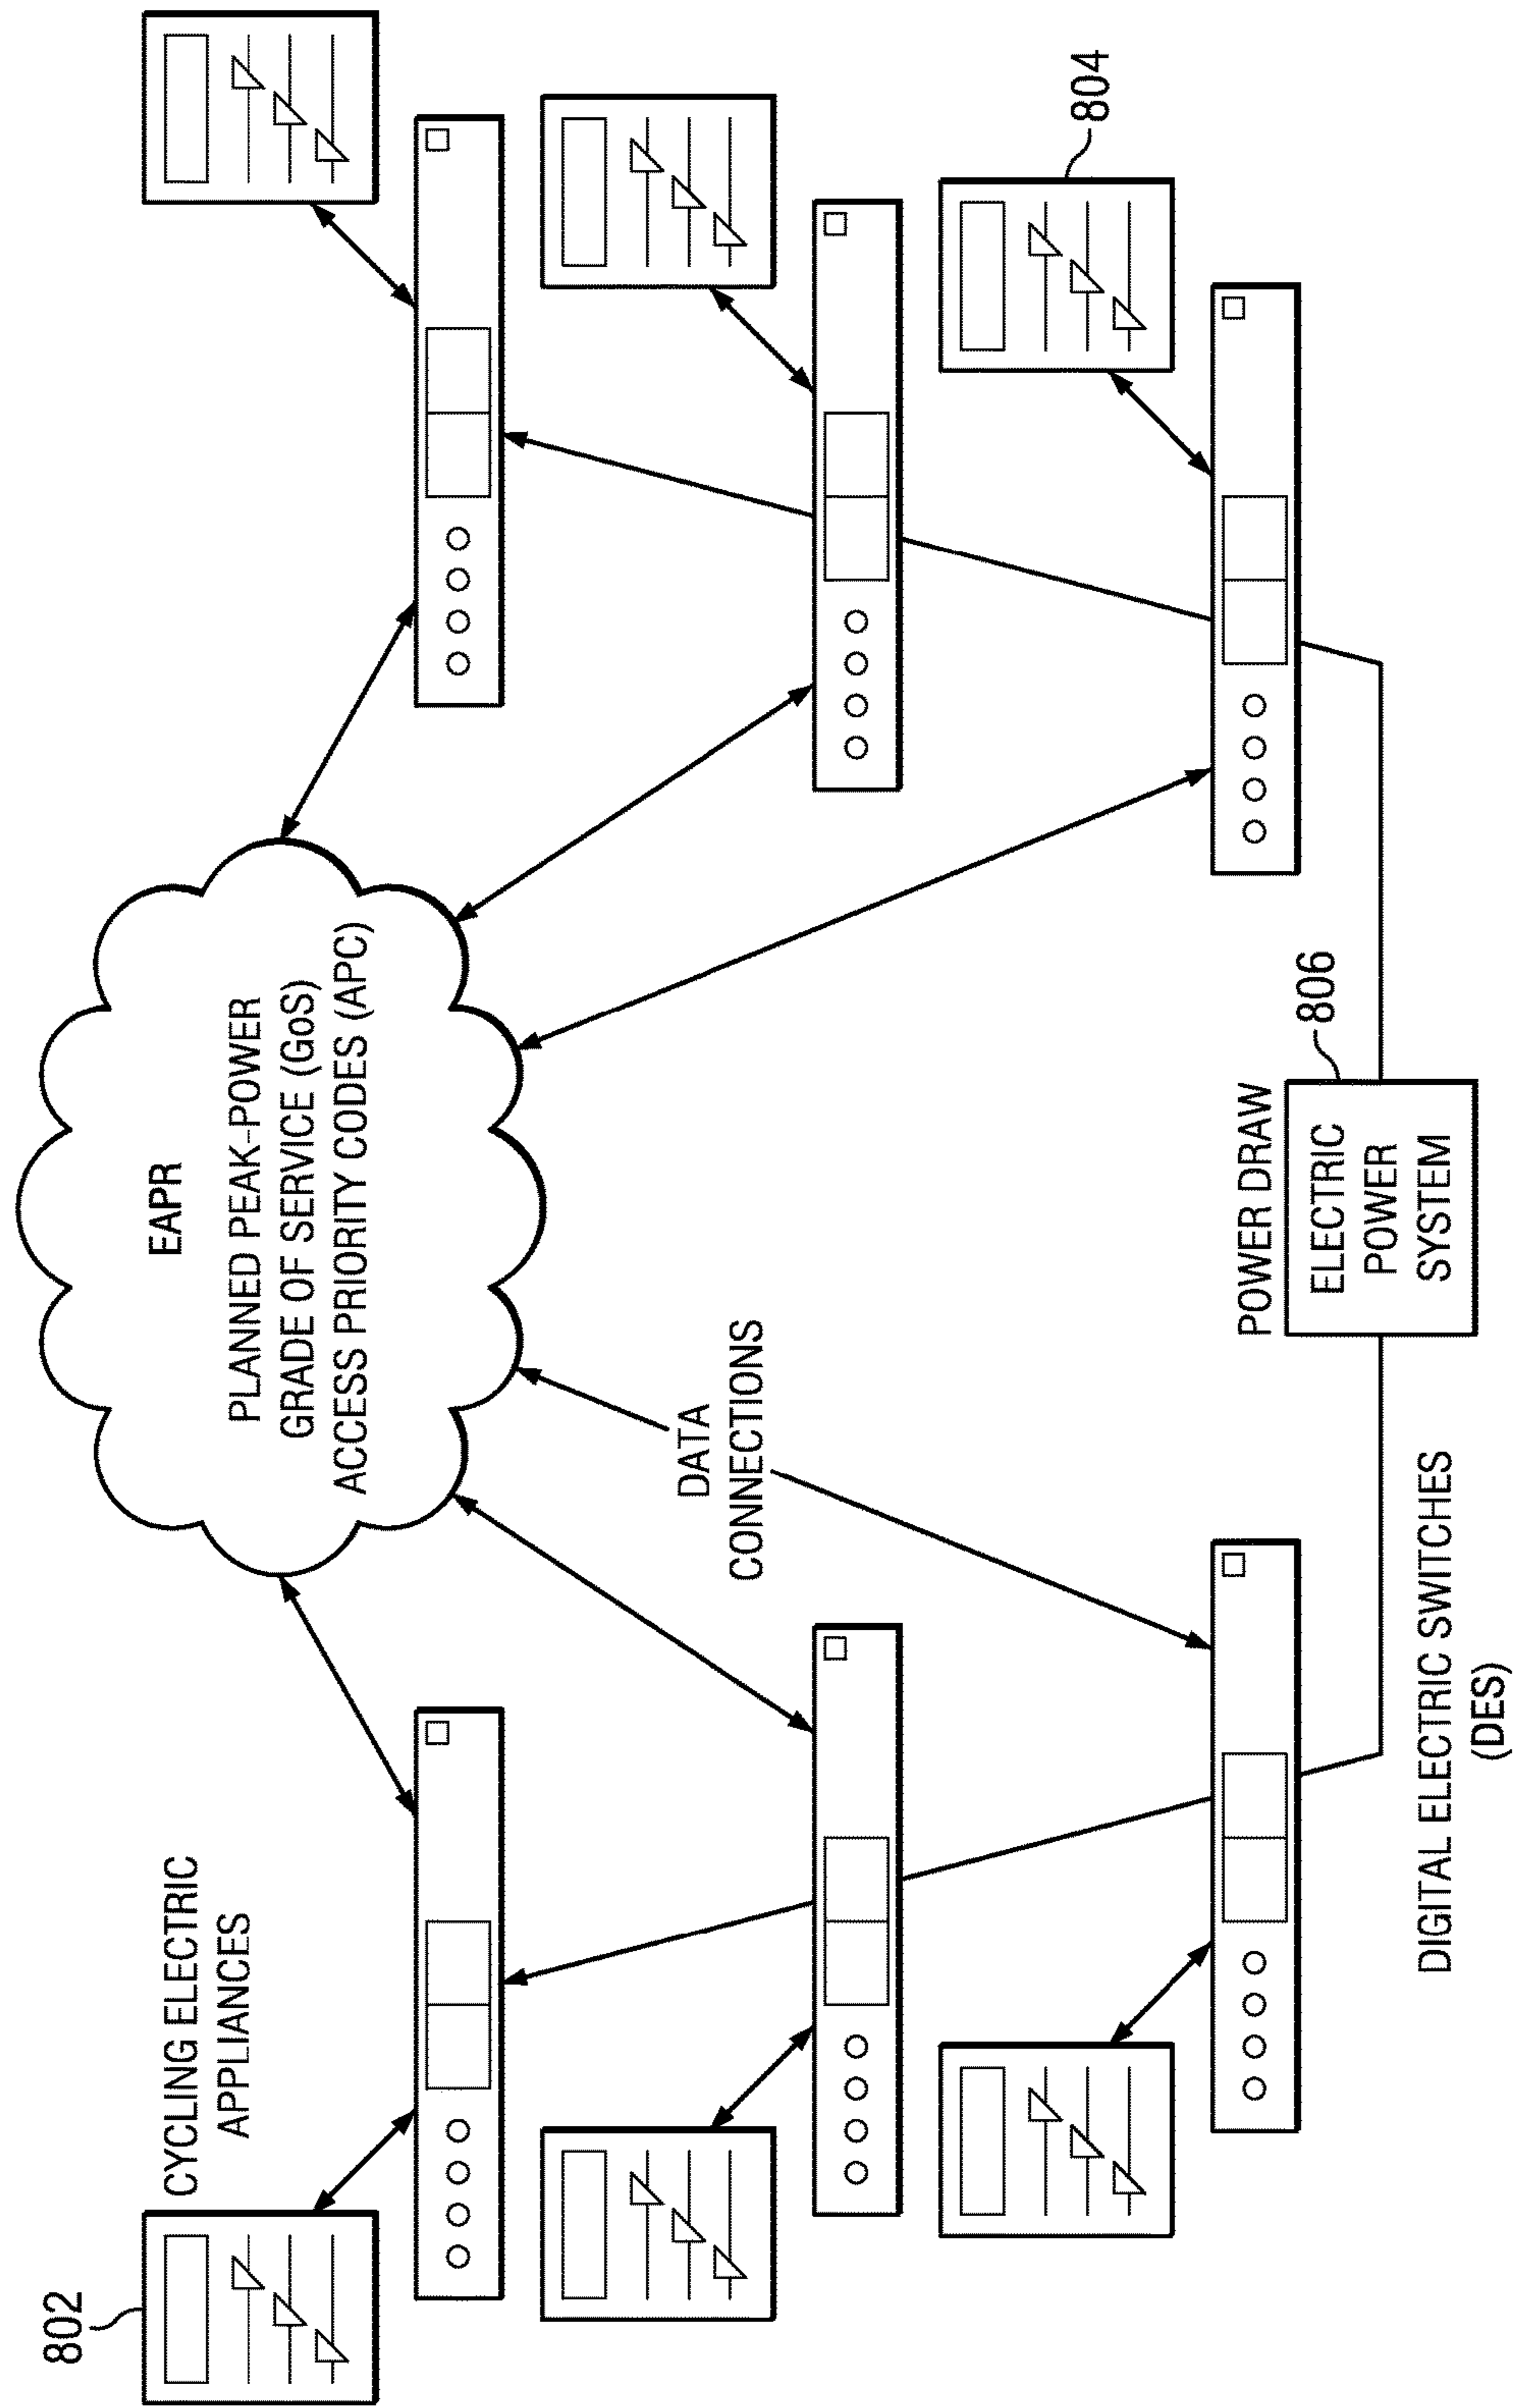 802
CYCLING ELECTRIC
APPLIANCES
EAPR
PLANNED PEAK-POWER
GRADE OF SERVICE (GoS)
ACCESS PRIORITY CODES (APC)
DATA
CONNECTIONS
804
POWER DRAW
806
ELECTRIC
POWER
SYSTEM
DIGITAL ELECTRIC SWITCHES
(DES)